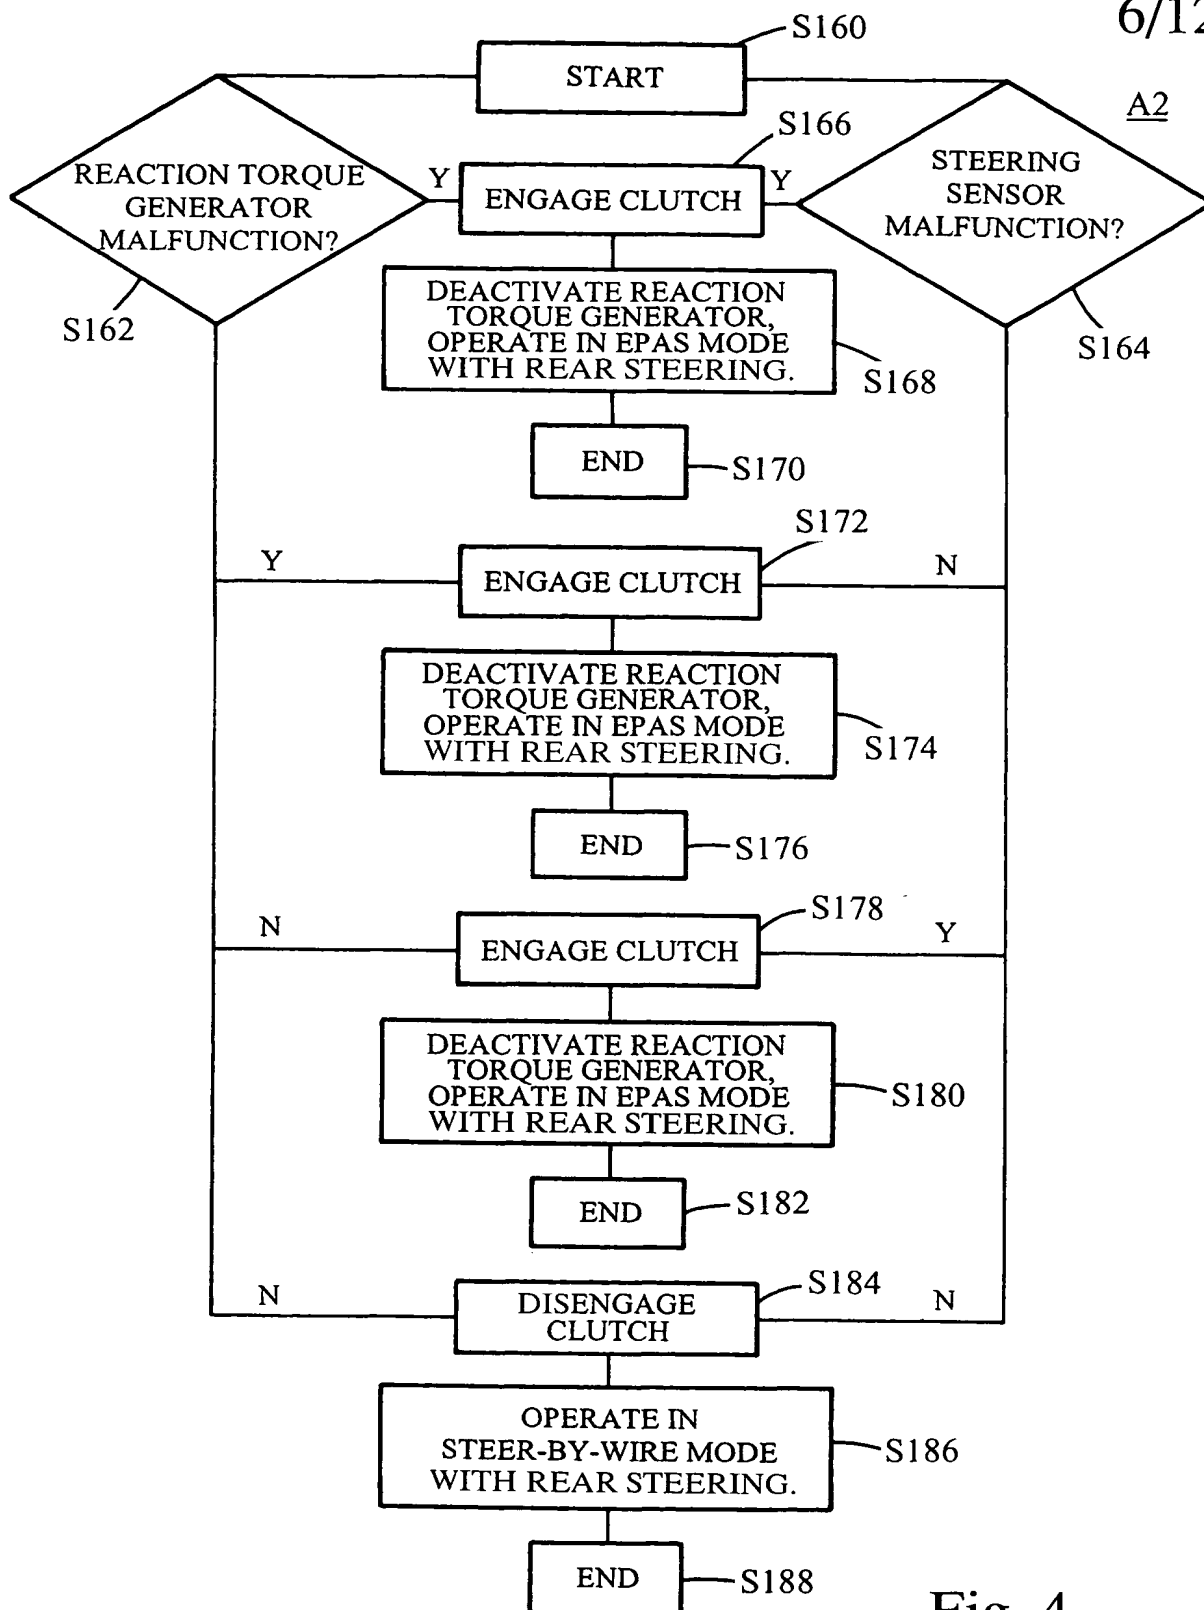 6/12
S160
START
A2
S166
REACTION TORQUE
GENERATOR
MALFUNCTION?
Y
ENGAGE CLUTCH
Y
STEERING
SENSOR
MALFUNCTION?
S162
DEACTIVATE REACTION
TORQUE GENERATOR,
OPERATE IN EPAS MODE
WITH REAR STEERING.
S168
S164
END
S170
S172
Y
ENGAGE CLUTCH
N
DEACTIVATE REACTION
TORQUE GENERATOR,
OPERATE IN EPAS MODE
WITH REAR STEERING.
S174
END
S176
S178
N
ENGAGE CLUTCH
Y
DEACTIVATE REACTION
TORQUE GENERATOR,
OPERATE IN EPAS MODE
WITH REAR STEERING.
S180
END
S182
S184
N
DISENGAGE
CLUTCH
N
OPERATE IN
STEER-BY-WIRE MODE
WITH REAR STEERING.
S186
END
S188
Fig. 4